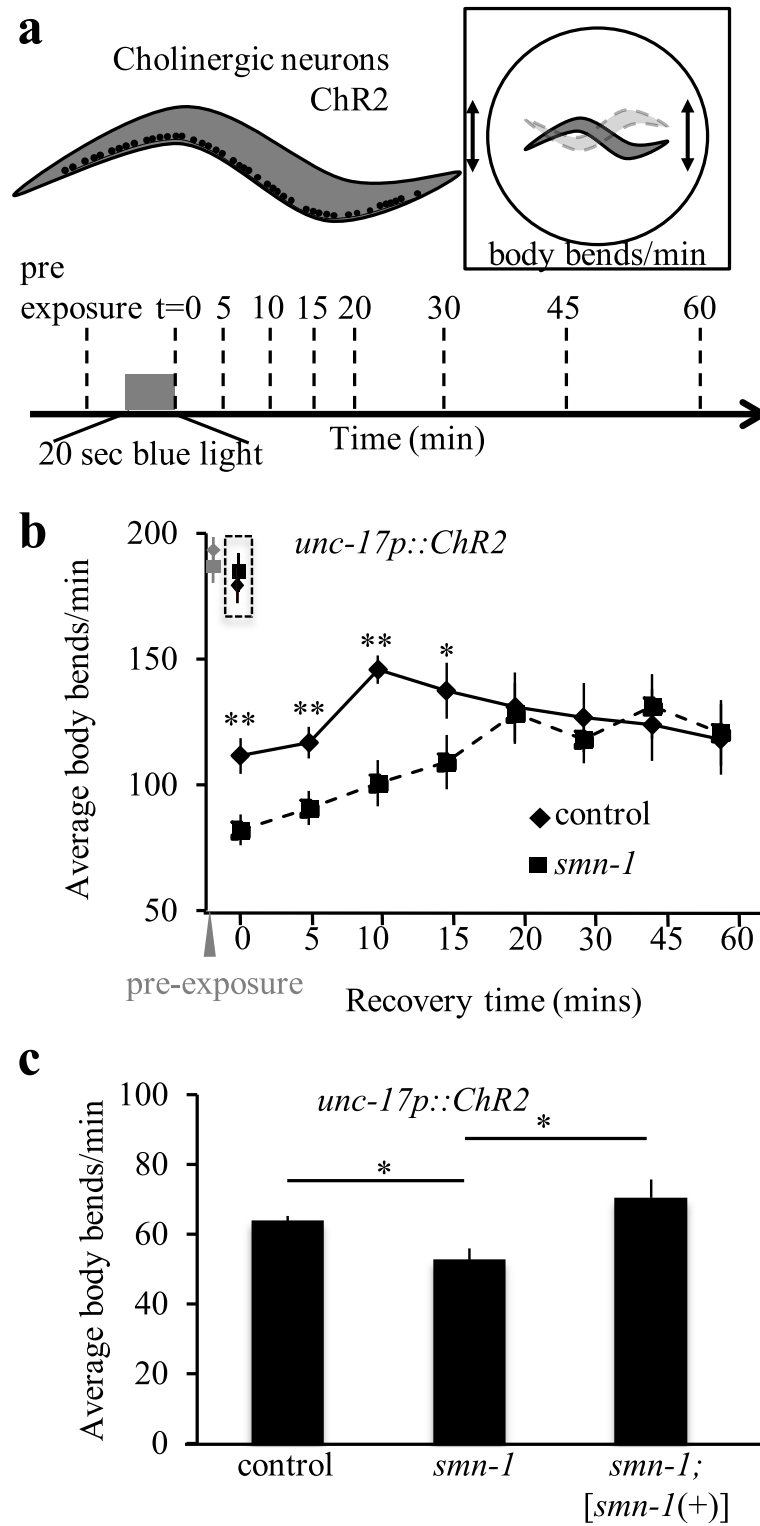 a
Cholinergic neurons
ChR2
body bends/min
pre
exposure t=0 5 10 15 20 30 45 60
20 sec blue light
Time (min)
b
unc-17p::ChR2
Average body bends/min
200
150
100
50
**
**
**
*
control
smn-1
0 5 10 15 20 30 45 60
pre-exposure
Recovery time (mins)
c
unc-17p::ChR2
Average body bends/min
100
80
60
40
20
0
*
*
control
smn-1
smn-1;
[smn-1(+)]